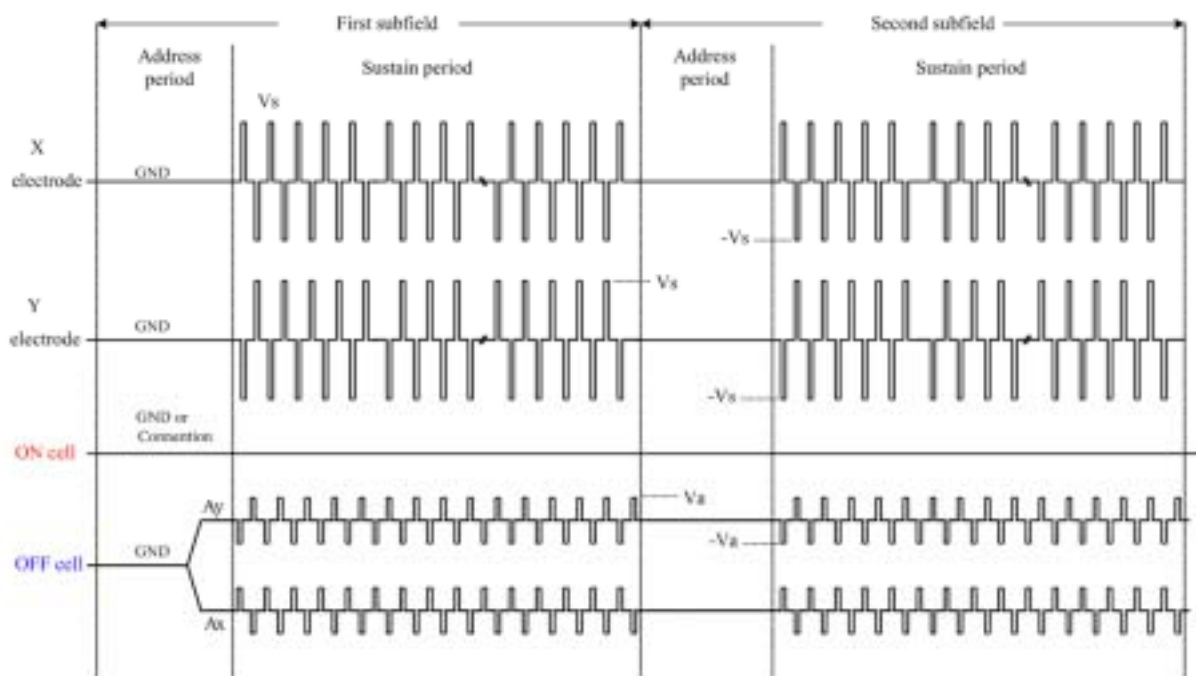 First subfield
Second subfield
Address
period
Sustain period
Address
period
Sustain period
Vs
X
electrode
GND
-Vs
Vs
Y
electrode
GND
-Vs
GND or
Connention
ON cell
Ay
Va
GND
-Va
OFF cell
Ax